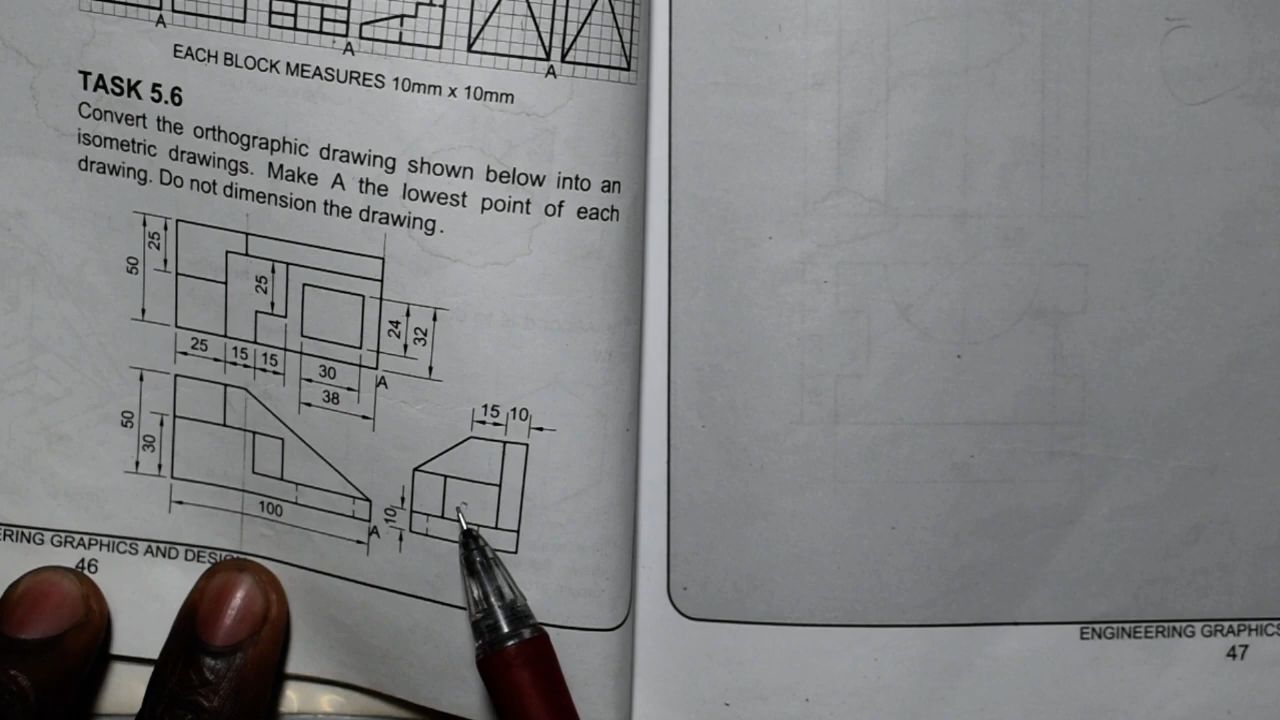 A
A
A
EACH BLOCK MEASURES 10mm x 10mm
TASK 5.6
Convert the orthographic drawing shown below into an
isometric drawings. Make A the lowest point of each
drawing. Do not dimension the drawing.
25
50
25
24
32
25
15
15
30
38
A
50
30
100
A
15
10
10
ERING GRAPHICS AND DESI
46
ENGINEERING GRAPHICS
47